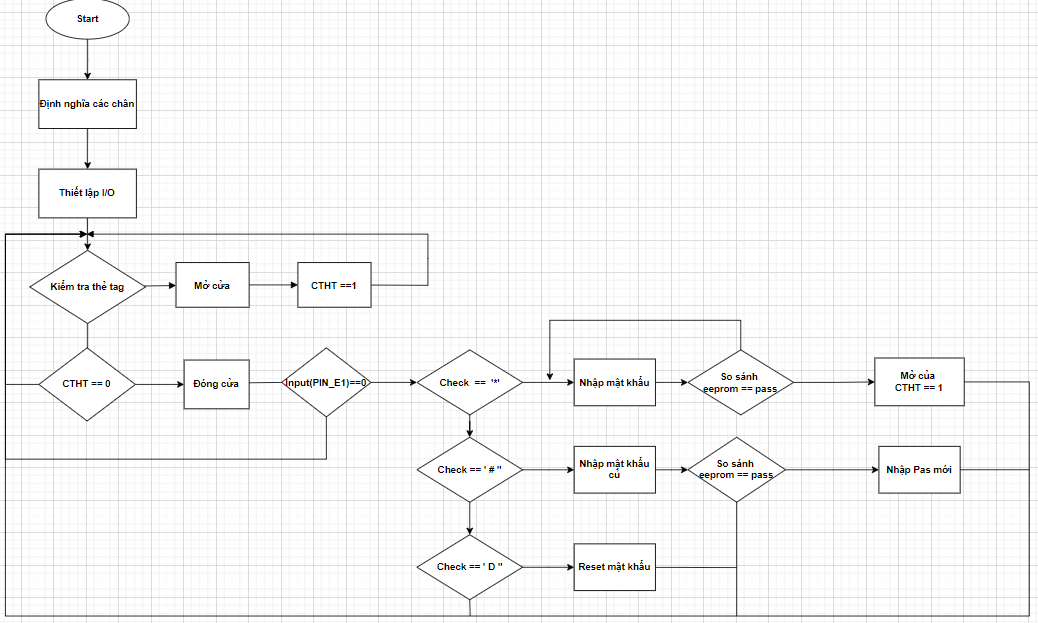 Start
Định nghĩa các chân
Thiết lập I/O
Kiểm tra thẻ tag
Mở cửa
CTHT ==1
CTHT == 0
Đóng cửa
Input(PIN_E1)==0
Check == '*'
Nhập mật khẩu
So sánh
eeprom == pass
Mở của
CTHT == 1
Check == ' # "
Nhập mật khẩu
cú
So sánh
eeprom == pass
Nhập Pas mới
Check == ' D "
Reset mật khẩu